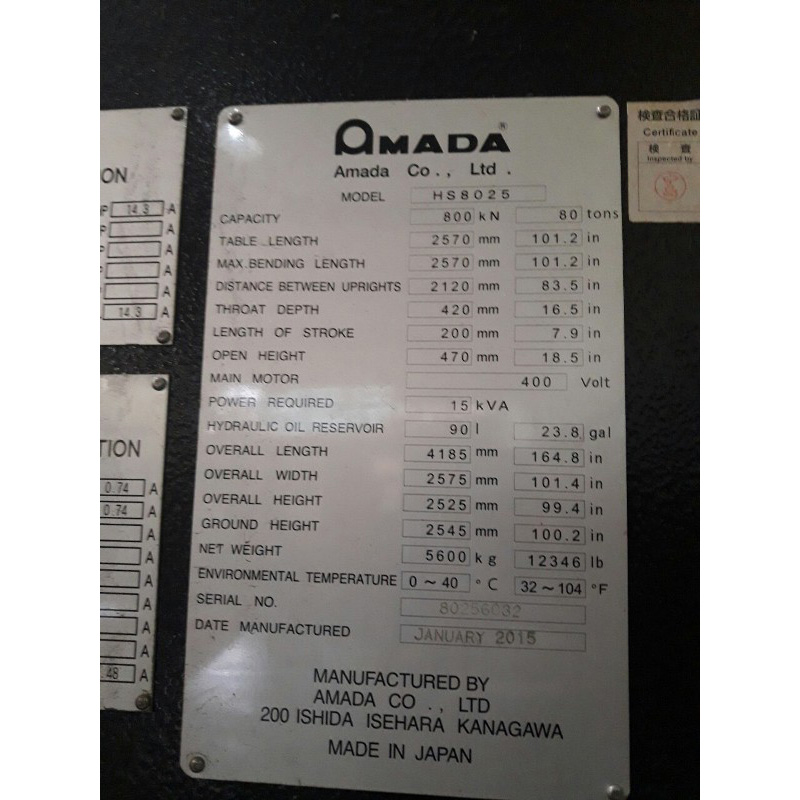 AMADA®
Amada Co., Ltd.
MODEL HS8025
CAPACITY 800 kN 80 tons
TABLE LENGTH 2570 mm 101.2 in
MAX.BENDING LENGTH 2570 mm 101.2 in
DISTANCE BETWEEN UPRIGHTS 2120 mm 83.5 in
THROAT DEPTH 420 mm 16.5 in
LENGTH OF STROKE 200 mm 7.9 in
OPEN HEIGHT 470 mm 18.5 in
MAIN MOTOR 400 Volt
POWER REQUIRED 15 kVA
HYDRAULIC OIL RESERVOIR 90 l 23.8 gal
OVERALL LENGTH 4185 mm 164.8 in
OVERALL WIDTH 2575 mm 101.4 in
OVERALL HEIGHT 2525 mm 99.4 in
GROUND HEIGHT 2545 mm 100.2 in
NET WEIGHT 5600 kg 12346 lb
ENVIRONMENTAL TEMPERATURE 0~40 °C 32~104 °F
SERIAL NO. 80256032
DATE MANUFACTURED JANUARY 2015
MANUFACTURED BY
AMADA CO., LTD
200 ISHIDA ISEHARA KANAGAWA
MADE IN JAPAN
ON
P 14.3 A
P A
P A
A
14.3 A
TION
0.74 A
0.74 A
A
A
A
A
A
A
.48 A
検査合格証
Certificate
検査
Inspected by